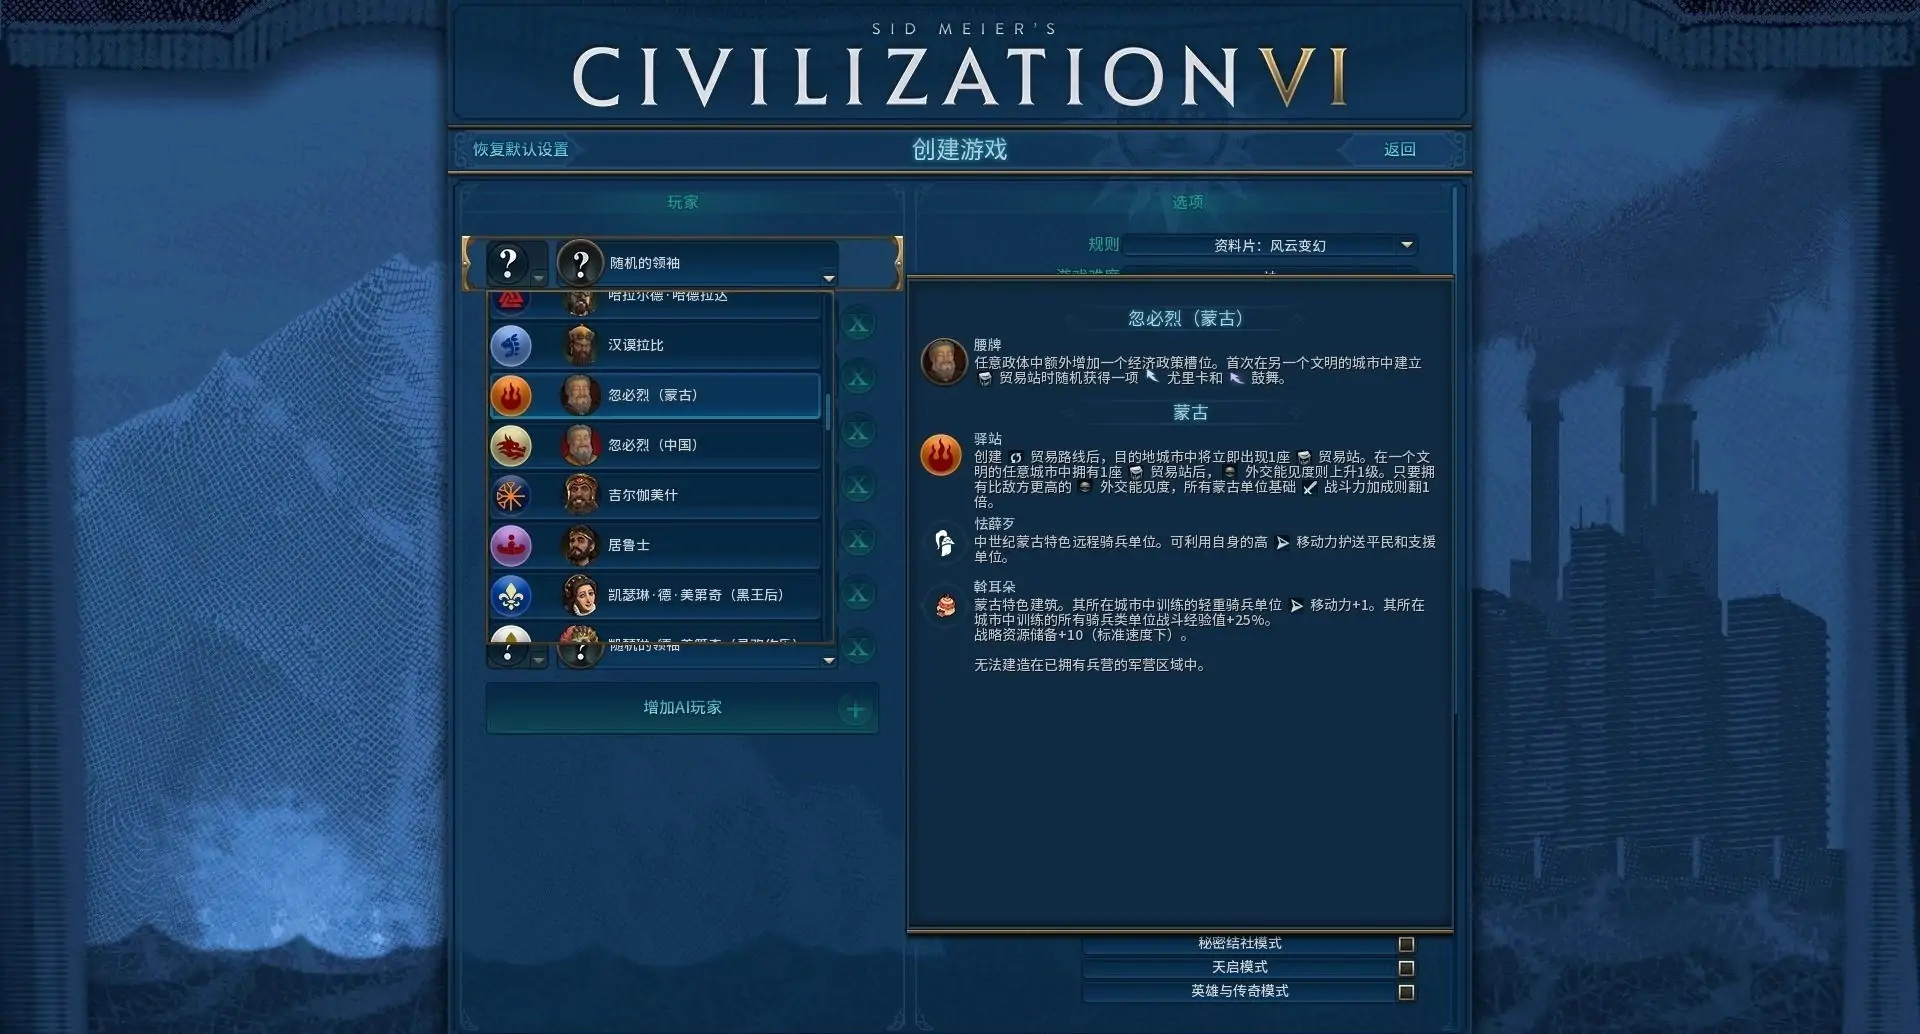 SID MEIER'S
CIVILIZATION VI
恢复默认设置
创建游戏
返回
玩家
随机的领袖
哈拉尔德·哈德拉达
汉谟拉比
忽必烈（蒙古）
忽必烈（中国）
吉尔伽美什
居鲁士
凯瑟琳·德·美第奇（黑王后）
随机的领袖
增加AI玩家
选项
规则
资料片：风云变幻
忽必烈（蒙古）
腰牌
任意政体中额外增加一个经济政策槽位。首次在另一个文明的城市中建立
贸易站时随机获得一项 尤里卡和 鼓舞。
蒙古
驿站
创建 贸易路线后，目的地城市中将立即出现1座 贸易站。在一个文
明的任意城市中拥有1座 贸易站后， 外交能见度则上升1级。只要拥
有比敌方更高的 外交能见度，所有蒙古单位基础 战斗力加成则翻1
倍。
怯薛歹
中世纪蒙古特色远程骑兵单位。可利用自身的高 移动力护送平民和支援
单位。
斡耳朵
蒙古特色建筑。其所在城市中训练的轻重骑兵单位 移动力+1。其所在
城市中训练的所有骑兵类单位战斗经验值+25%。
战略资源储备+10（标准速度下）。
无法建造在已拥有兵营的军营区域中。
秘密结社模式
天启模式
英雄与传奇模式